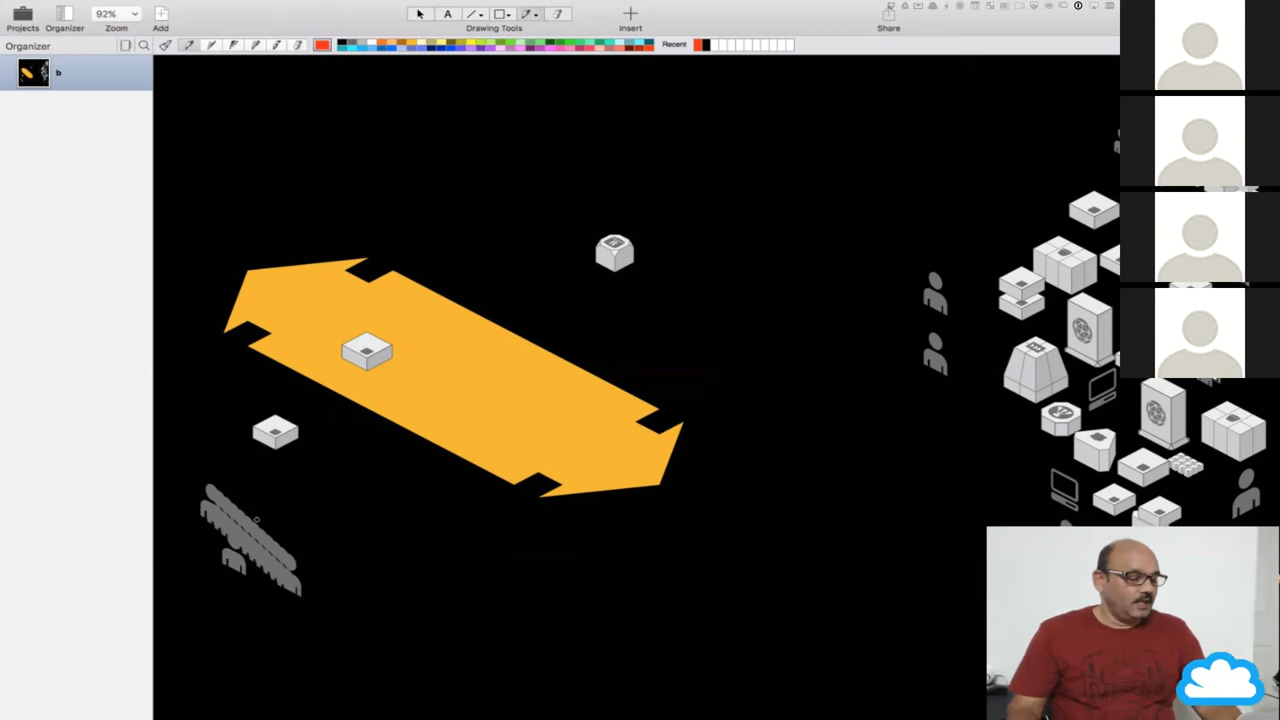 92%
Projects
Organizer
Zoom
Add
A
Drawing Tools
Insert
Share
Organizer
Recent
b